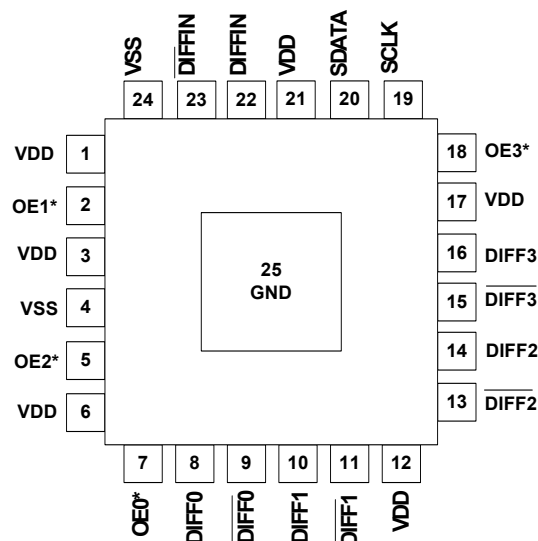 VSS
DIFFIN
DIFFIN
VDD
SDATA
SCLK
24
23
22
21
20
19
VDD 1
OE1* 2
VDD 3
VSS 4
OE2* 5
VDD 6
25
GND
18 OE3*
17 VDD
16 DIFF3
15 DIFF3
14 DIFF2
13 DIFF2
7
8
9
10
11
12
OE0*
DIFF0
DIFF0
DIFF1
DIFF1
VDD